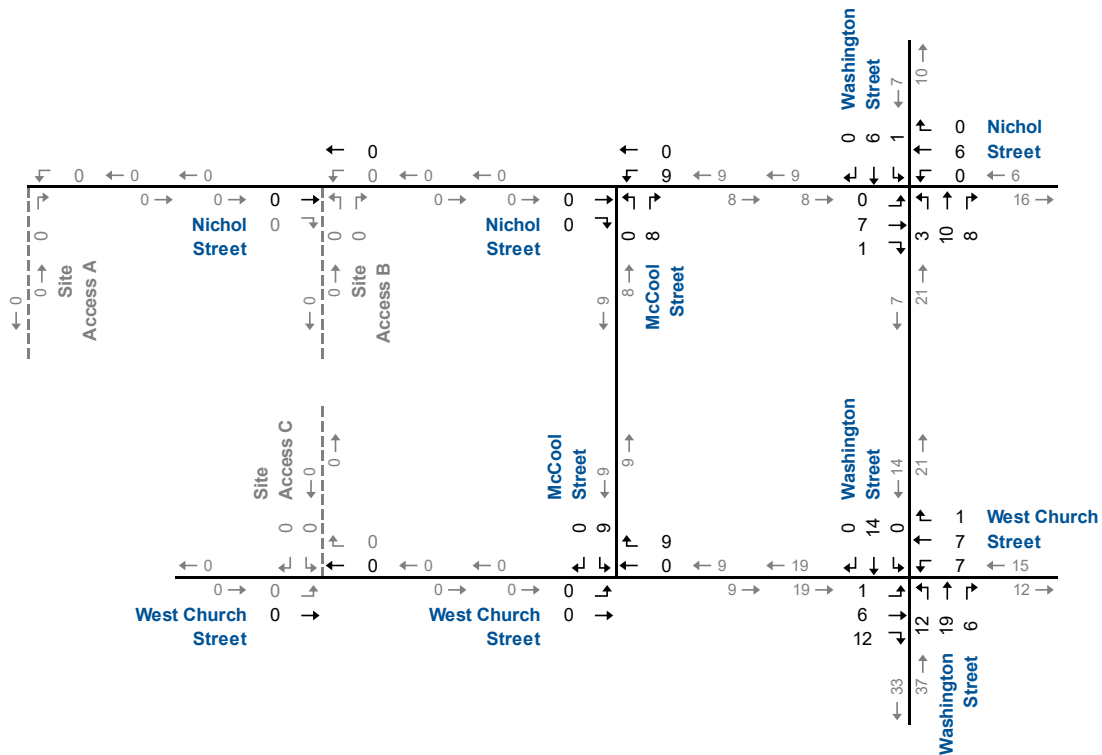 Washington
Street
← 7
10 →
0 6 1
0 Nichol
6 Street
0 ← 6
← 0
0 ← 0 ← 0
← 0
0 ← 0 ← 0
← 0
9 ← 9 ← 9
0 → 0 → 0
0
Nichol
Street
0 → 0 → 0
0
Nichol
Street
8 → 8 → 0
7
1
16 →
0
0 0
0 8
3 10 8
← 0
0 →
Site
Access A
← 0
0 →
Site
Access B
← 9
8 →
McCool
Street
← 7
21 →
Site
Access C
← 0
0 →
McCool
Street
← 9
9 →
Washington
Street
← 14
21 →
0 0
0 9
0 14 0
1 West Church
7 Street
7 ← 15
0
← 0
0
← 0 ← 0
9
0
← 9 ← 19
0 → 0
West Church 0
Street
0 → 0 → 0
West Church 0
Street
9 → 19 → 1
6
12
12 →
12 19 6
← 33
37 →
Washington
Street